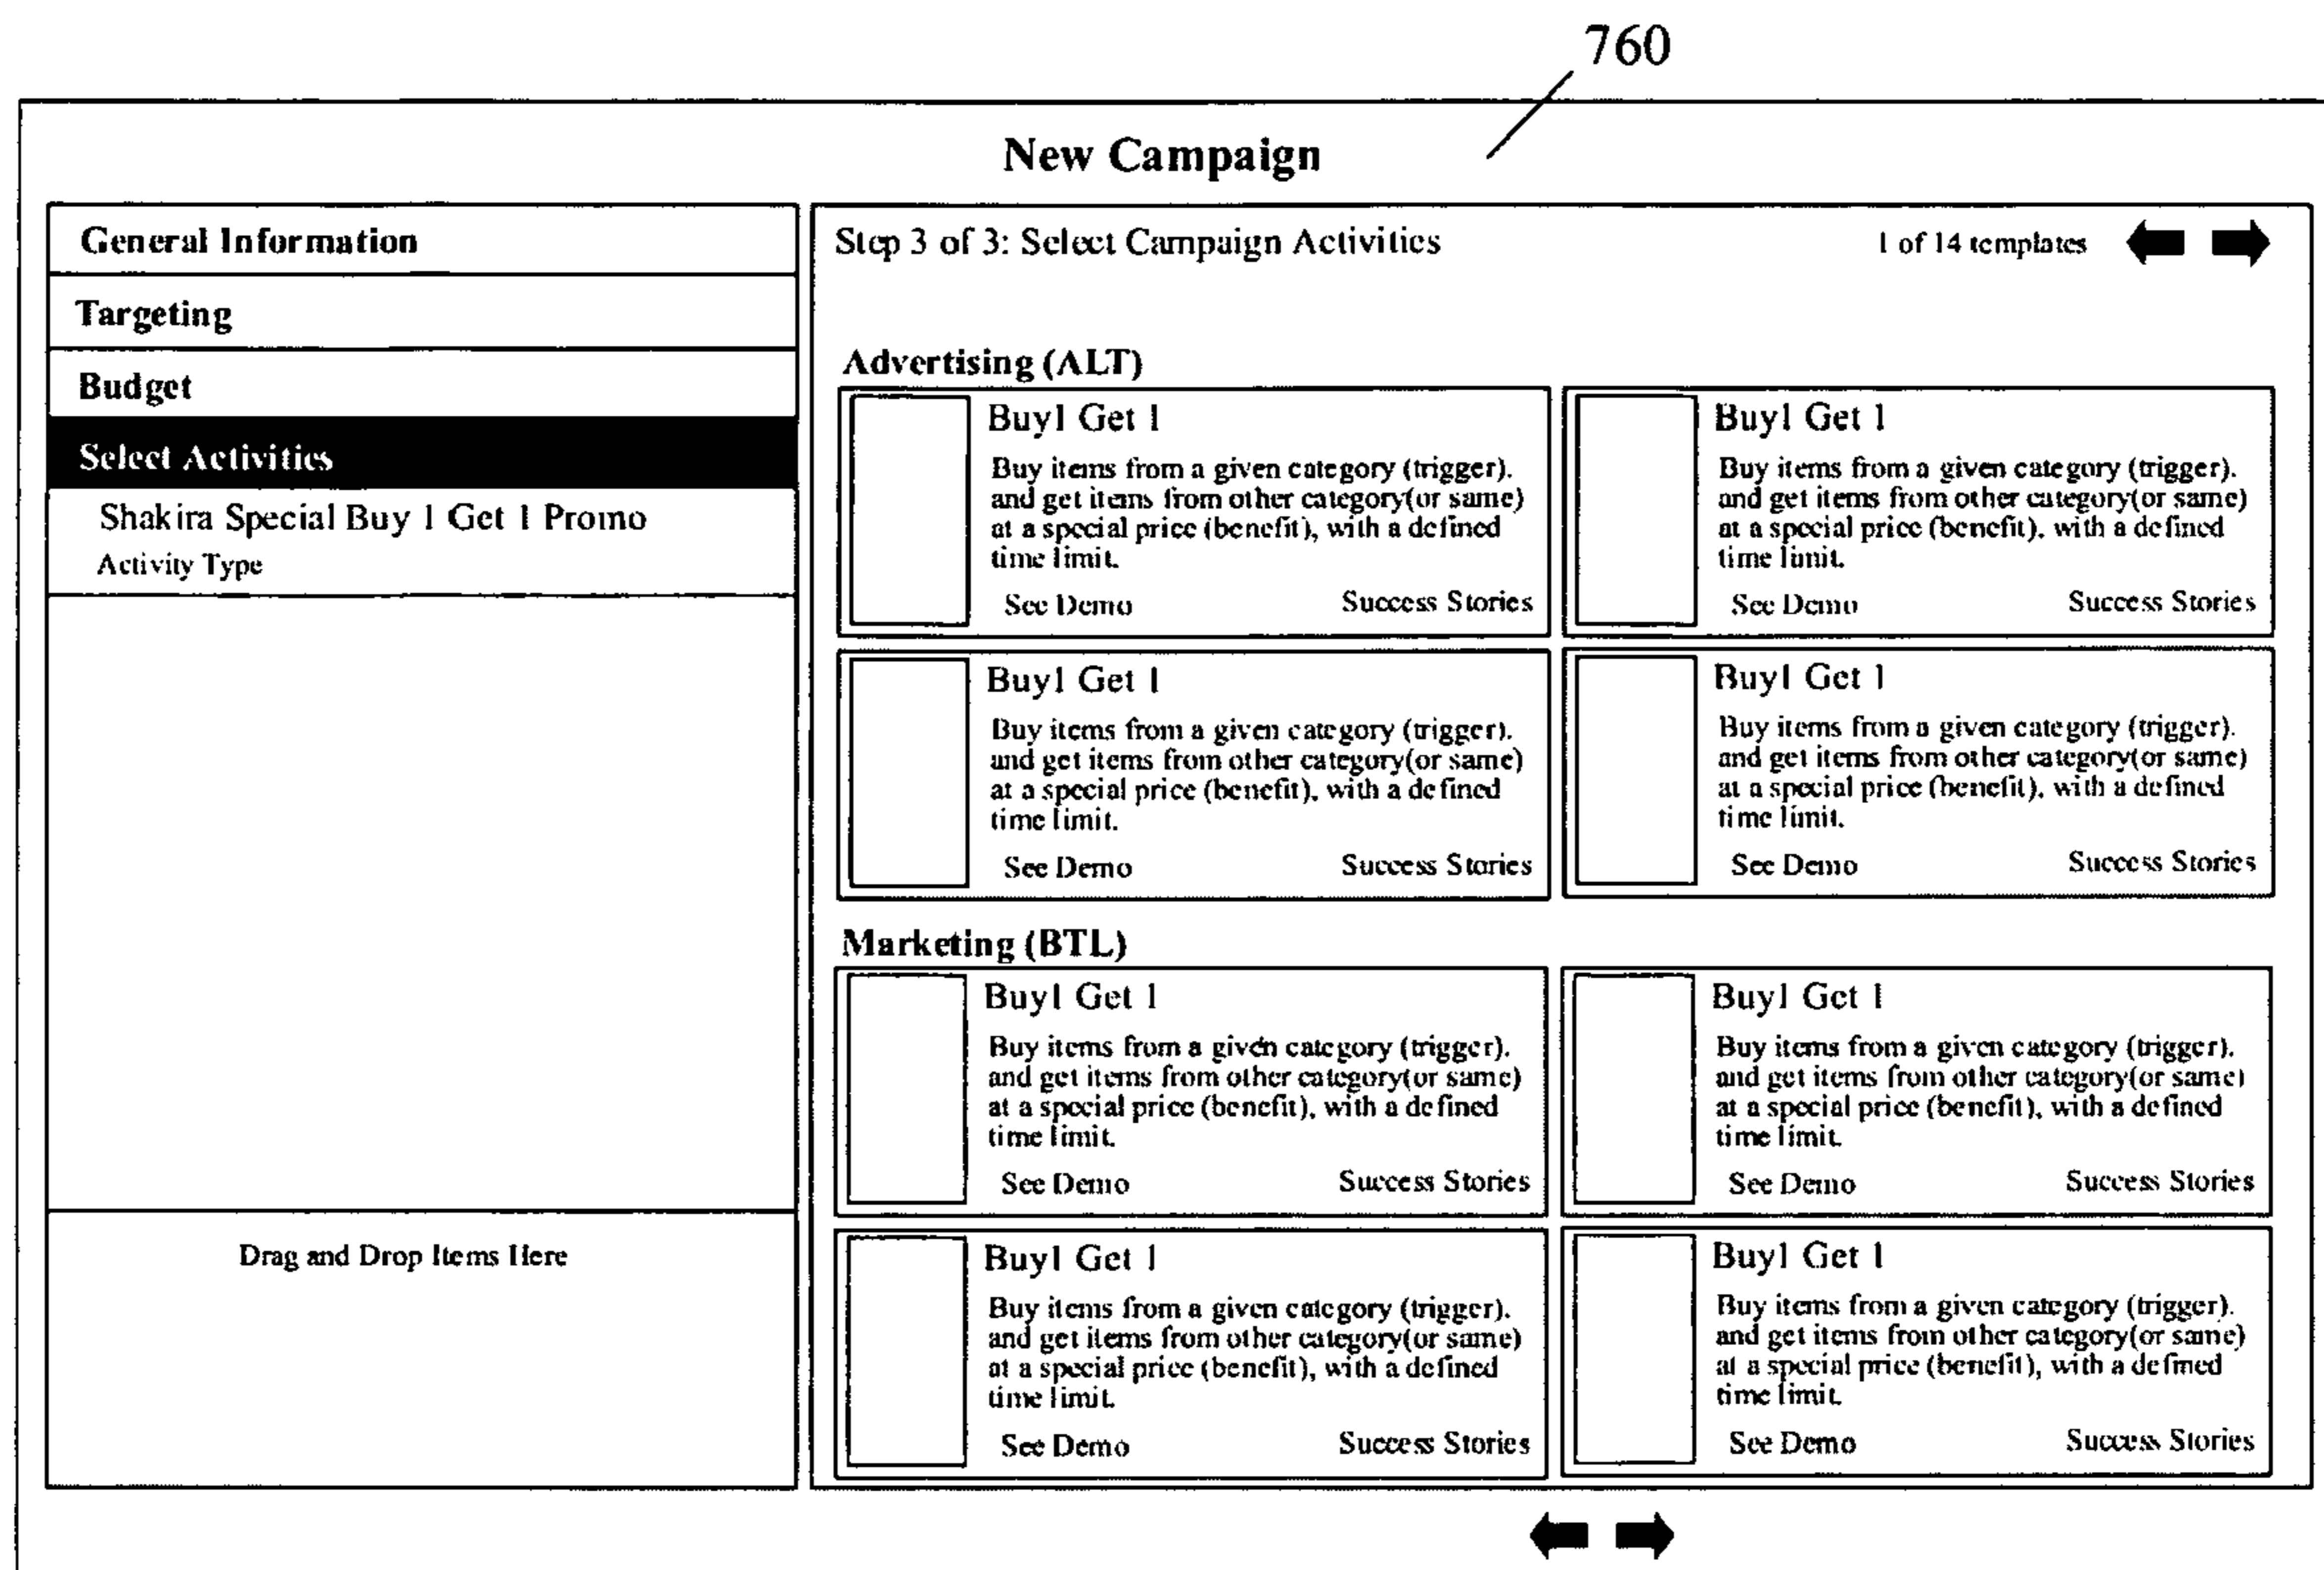 760
New Campaign
General Information
Targeting
Budget
Select Activities
Shakira Special Buy 1 Get 1 Promo
Activity Type
Drag and Drop Items Here
Step 3 of 3: Select Campaign Activities
1 of 14 templates
Advertising (ALT)
Buy1 Get 1
Buy items from a given category (trigger).
and get items from other category(or same)
at a special price (benefit), with a defined
time limit.
See Demo
Success Stories
Buy1 Get 1
Buy items from a given category (trigger).
and get items from other category(or same)
at a special price (benefit), with a defined
time limit.
See Demo
Success Stories
Buy1 Get 1
Buy items from a given category (trigger).
and get items from other category(or same)
at a special price (benefit), with a defined
time limit.
See Demo
Success Stories
Buy1 Get 1
Buy items from a given category (trigger).
and get items from other category(or same)
at a special price (benefit), with a defined
time limit.
See Demo
Success Stories
Marketing (BTL)
Buy1 Get 1
Buy items from a given category (trigger).
and get items from other category(or same)
at a special price (benefit), with a defined
time limit.
See Demo
Success Stories
Buy1 Get 1
Buy items from a given category (trigger).
and get items from other category(or same)
at a special price (benefit), with a defined
time limit.
See Demo
Success Stories
Buy1 Get 1
Buy items from a given category (trigger).
and get items from other category(or same)
at a special price (benefit), with a defined
time limit.
See Demo
Success Stories
Buy1 Get 1
Buy items from a given category (trigger).
and get items from other category(or same)
at a special price (benefit), with a defined
time limit.
See Demo
Success Stories